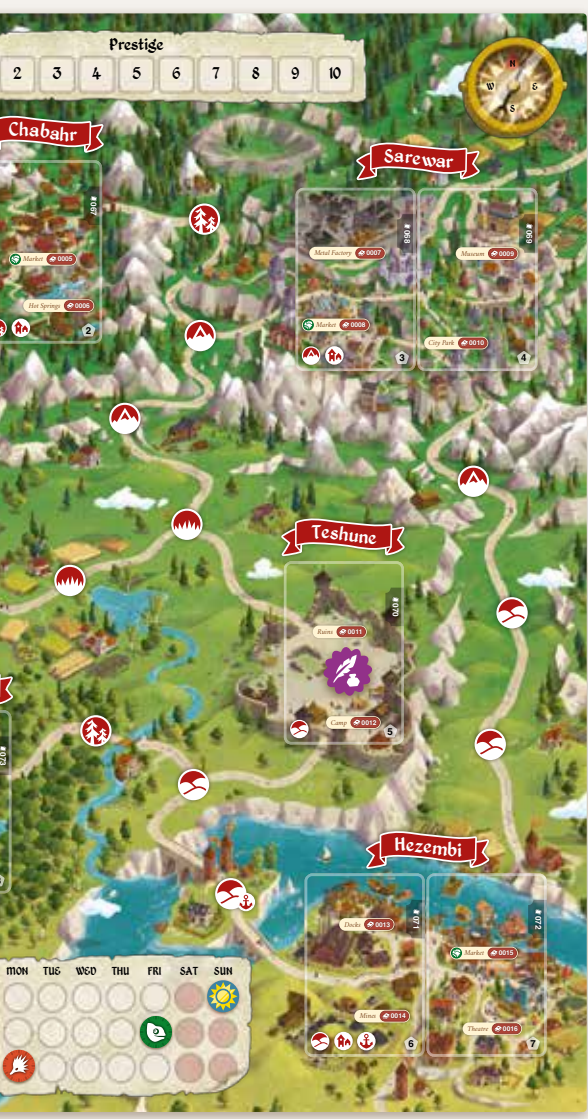 Prestige
2 3 4 5 6 7 8 9 10
N
W E
S
Chabahr
#067
Market 0005
Hot Springs 0006
2
Sarewar
#068
Metal Factory 0007
Market 0008
3
#069
Museum 0009
City Park 0010
4
Teshune
#070
Ruins 0011
Camp 0012
5
#073
Hezembi
#071
Docks 0013
Mines 0014
6
#072
Market 0015
Theatre 0016
7
MON TUE WED THU FRI SAT SUN